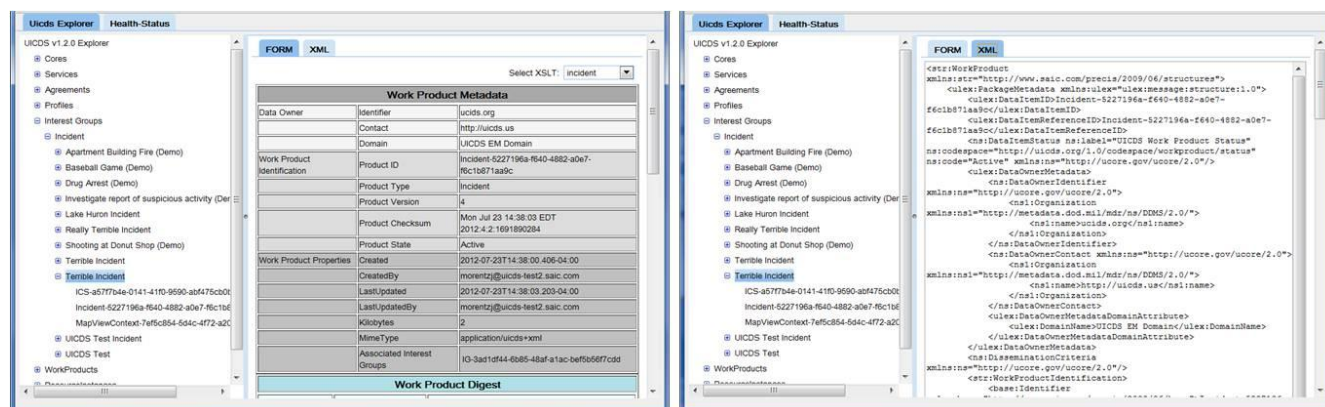 Uicds Explorer Health-Status
UICDS v1.2.0 Explorer
Cores
Services
Agreements
Profiles
Interest Groups
Incident
Apartment Building Fire (Demo)
Baseball Game (Demo)
Drug Arrest (Demo)
Investigate report of suspicious activity (Der
Lake Huron Incident
Really Terrible Incident
Shooting at Donut Shop (Demo)
Terrible Incident
Terrible Incident
ICS-a57f7b4e-0141-41f0-9590-abf475cb0t
Incident-5227196a-f640-4882-a0e7-f6c1b8
MapViewContext-7ef5c854-5d4c-4f72-a20
UICDS Test Incident
UICDS Test
WorkProducts
FORM XML
Select XSLT: incident
Work Product Metadata
Data Owner Identifier ucids.org
Contact http://uicds.us
Domain UICDS EM Domain
Work Product Identification Product ID Incident-5227196a-f640-4882-a0e7-
f6c1b871aa9c
Product Type Incident
Product Version 4
Product Checksum Mon Jul 23 14:38:03 EDT
2012:4:2:1691890284
Product State Active
Work Product Properties Created 2012-07-23T14:38:00.406-04:00
CreatedBy morentzj@uicds-test2.saic.com
LastUpdated 2012-07-23T14:38:03.203-04:00
LastUpdatedBy morentzj@uicds-test2.saic.com
Kilobytes 2
MimeType application/uicds+xml
Associated Interest Groups IG-3ad1df44-6b85-48af-a1ac-bef5b56f7cdd
Work Product Digest
Uicds Explorer Health-Status
UICDS v1.2.0 Explorer
Cores
Services
Agreements
Profiles
Interest Groups
Incident
Apartment Building Fire (Demo)
Baseball Game (Demo)
Drug Arrest (Demo)
Investigate report of suspicious activity (Der
Lake Huron Incident
Really Terrible Incident
Shooting at Donut Shop (Demo)
Terrible Incident
Terrible Incident
ICS-a57f7b4e-0141-41f0-9590-abf475cb0t
Incident-5227196a-f640-4882-a0e7-f6c1b8
MapViewContext-7ef5c854-5d4c-4f72-a2C
UICDS Test Incident
UICDS Test
WorkProducts
FORM XML
<str:WorkProduct
xmlns:str="http://www.saic.com/precis/2009/06/structures">
<ulex:PackageMetadata xmlns:ulex="ulex:message:structure:1.0">
<ulex:DataItemID>Incident-5227196a-f640-4882-a0e7-
f6c1b871aa9c</ulex:DataItemID>
<ulex:DataItemReferenceID>Incident-5227196a-f640-4882-a0e7-
f6c1b871aa9c</ulex:DataItemReferenceID>
<ns:DataItemStatus ns:label="UICDS Work Product Status"
ns:codespace="http://uicds.org/1.0/codespace/workproduct/status"
ns:code="Active" xmlns:ns="http://ucore.gov/ucore/2.0"/>
<ulex:DataOwnerMetadata>
<ns:DataOwnerIdentifier
xmlns:ns="http://ucore.gov/ucore/2.0">
<ns1:Organization
xmlns:ns1="http://metadata.dod.mil/mdr/ns/DDMS/2.0/">
<ns1:name>ucids.org</ns1:name>
</ns1:Organization>
</ns:DataOwnerIdentifier>
<ns:DataOwnerContact xmlns:ns="http://ucore.gov/ucore/2.0">
<ns1:Organization
xmlns:ns1="http://metadata.dod.mil/mdr/ns/DDMS/2.0/">
<ns1:name>http://uicds.us</ns1:name>
</ns1:Organization>
</ns:DataOwnerContact>
<ulex:DataOwnerMetadataDomainAttribute>
<ulex:DomainName>UICDS EM Domain</ulex:DomainName>
</ulex:DataOwnerMetadataDomainAttribute>
</ulex:DataOwnerMetadata>
<ns:DisseminationCriteria
xmlns:ns="http://ucore.gov/ucore/2.0"/>
<str:WorkProductIdentification>
<base:Identifier